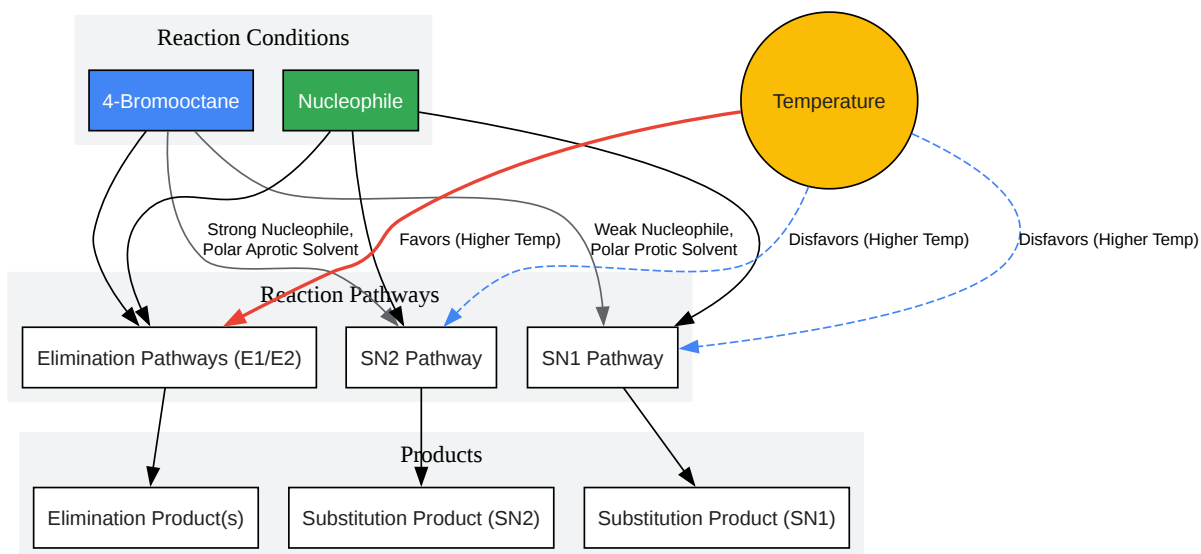 Reaction Conditions
4-Bromooctane
Nucleophile
Temperature
Strong Nucleophile,
Polar Aprotic Solvent
Favors (Higher Temp)
Weak Nucleophile,
Polar Protic Solvent
Disfavors (Higher Temp)
Disfavors (Higher Temp)
Reaction Pathways
Elimination Pathways (E1/E2)
SN2 Pathway
SN1 Pathway
Products
Elimination Product(s)
Substitution Product (SN2)
Substitution Product (SN1)